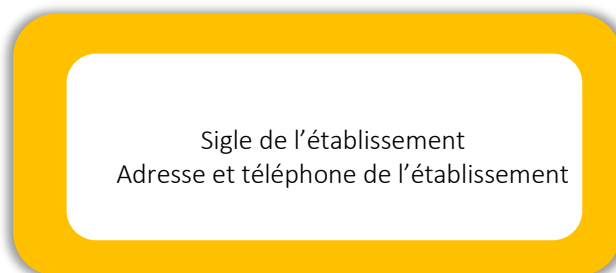 Sigle de l’établissement
Adresse et téléphone de l’établissement